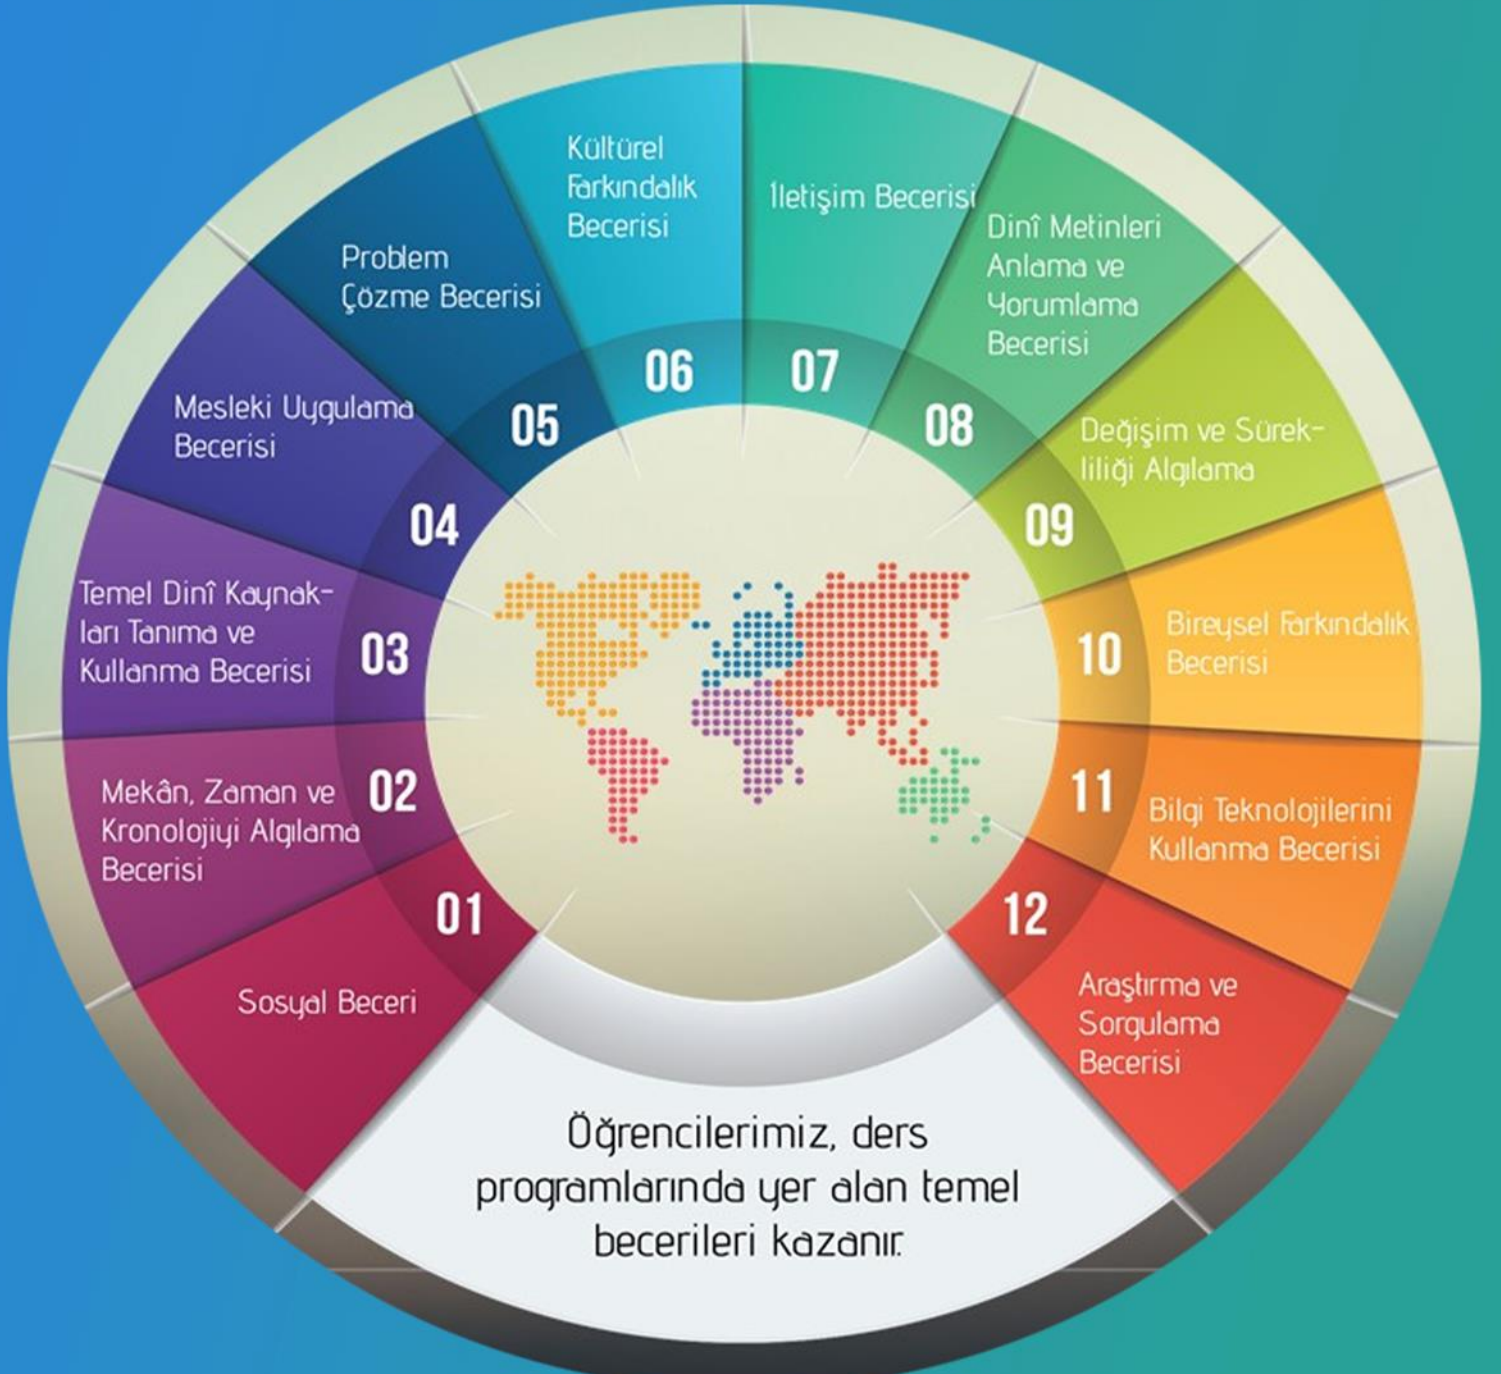 01
Sosyal Beceri
02
Mekân, Zaman ve
Kronolojiyi Algılama
Becerisi
03
Temel Dinî Kaynak-
ları Tanıma ve
Kullanma Becerisi
04
Mesleki Uygulama
Becerisi
05
Problem
Çözme Becerisi
06
Kültürel
Farkındalık
Becerisi
07
İletişim Becerisi
08
Dinî Metinleri
Anlama ve
Yorumlama
Becerisi
09
Değişim ve Sürek-
liliği Algılama
10
Bireysel Farkındalık
Becerisi
11
Bilgi Teknolojilerini
Kullanma Becerisi
12
Araştırma ve
Sorgulama
Becerisi
Öğrencilerimiz, ders
programlarında yer alan temel
becerileri kazanır.